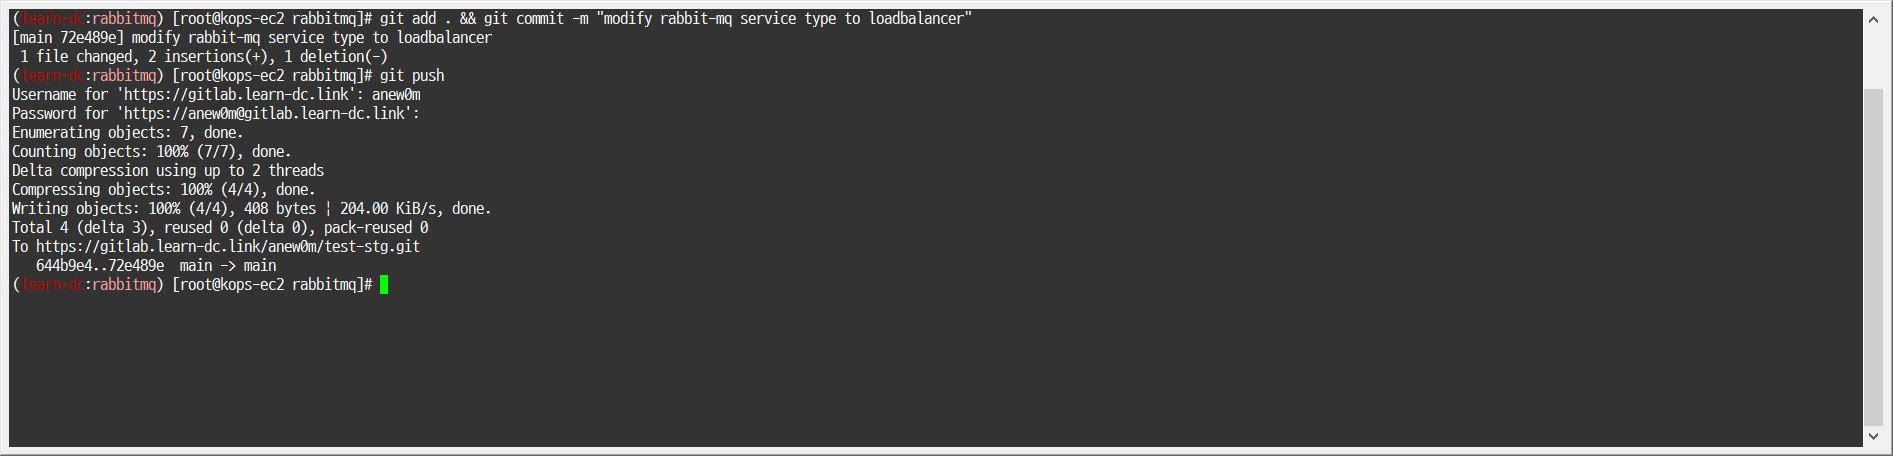 (learn-dc:rabbitmq) [root@kops-ec2 rabbitmq]# git add . && git commit -m "modify rabbit-mq service type to loadbalancer"
[main 72e489e] modify rabbit-mq service type to loadbalancer
 1 file changed, 2 insertions(+), 1 deletion(-)
(learn-dc:rabbitmq) [root@kops-ec2 rabbitmq]# git push
Username for 'https://gitlab.learn-dc.link': anew0m
Password for 'https://anew0m@gitlab.learn-dc.link':
Enumerating objects: 7, done.
Counting objects: 100% (7/7), done.
Delta compression using up to 2 threads
Compressing objects: 100% (4/4), done.
Writing objects: 100% (4/4), 408 bytes ¦ 204.00 KiB/s, done.
Total 4 (delta 3), reused 0 (delta 0), pack-reused 0
To https://gitlab.learn-dc.link/anew0m/test-stg.git
   644b9e4..72e489e  main -> main
(learn-dc:rabbitmq) [root@kops-ec2 rabbitmq]#